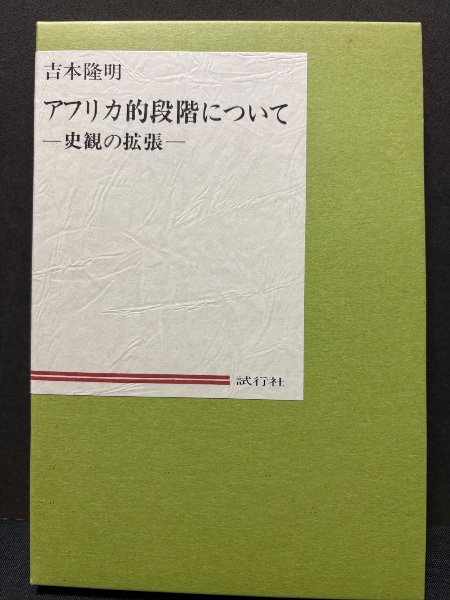 吉本隆明
アフリカ的段階について
―史観の拡張―
試行社